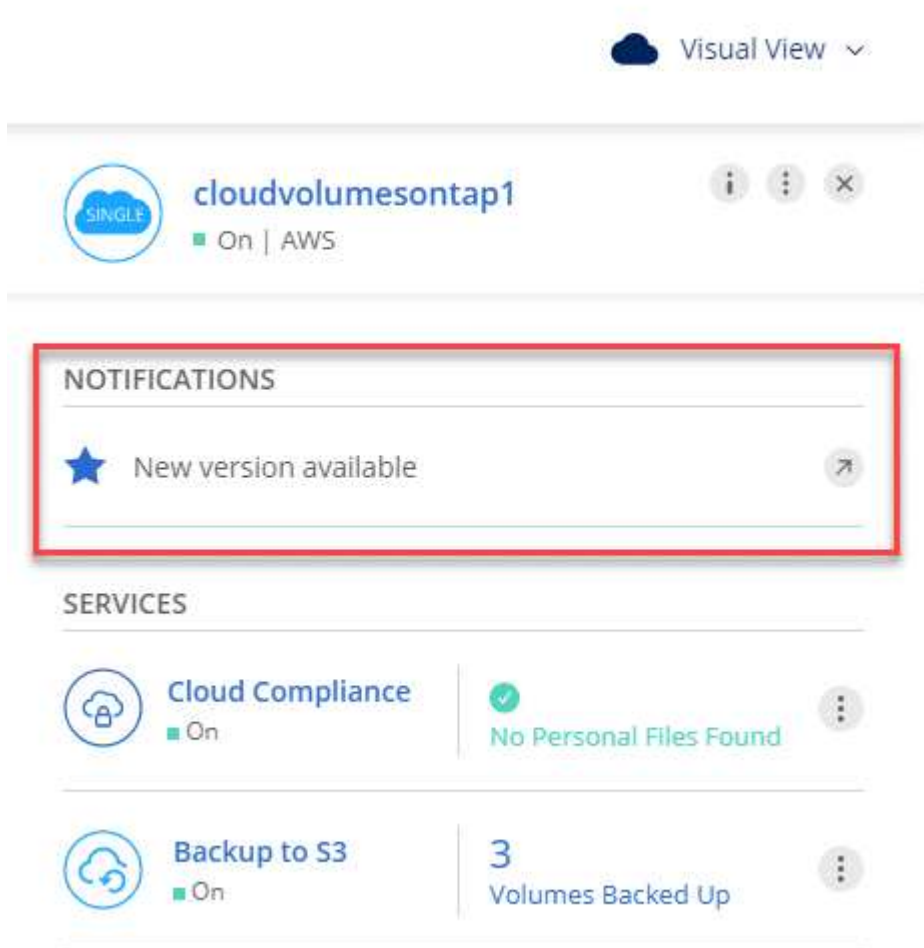 Visual View
cloudvolumesontap1
SINGLE
On | AWS
NOTIFICATIONS
New version available
SERVICES
Cloud Compliance
On
No Personal Files Found
Backup to S3
On
3
Volumes Backed Up